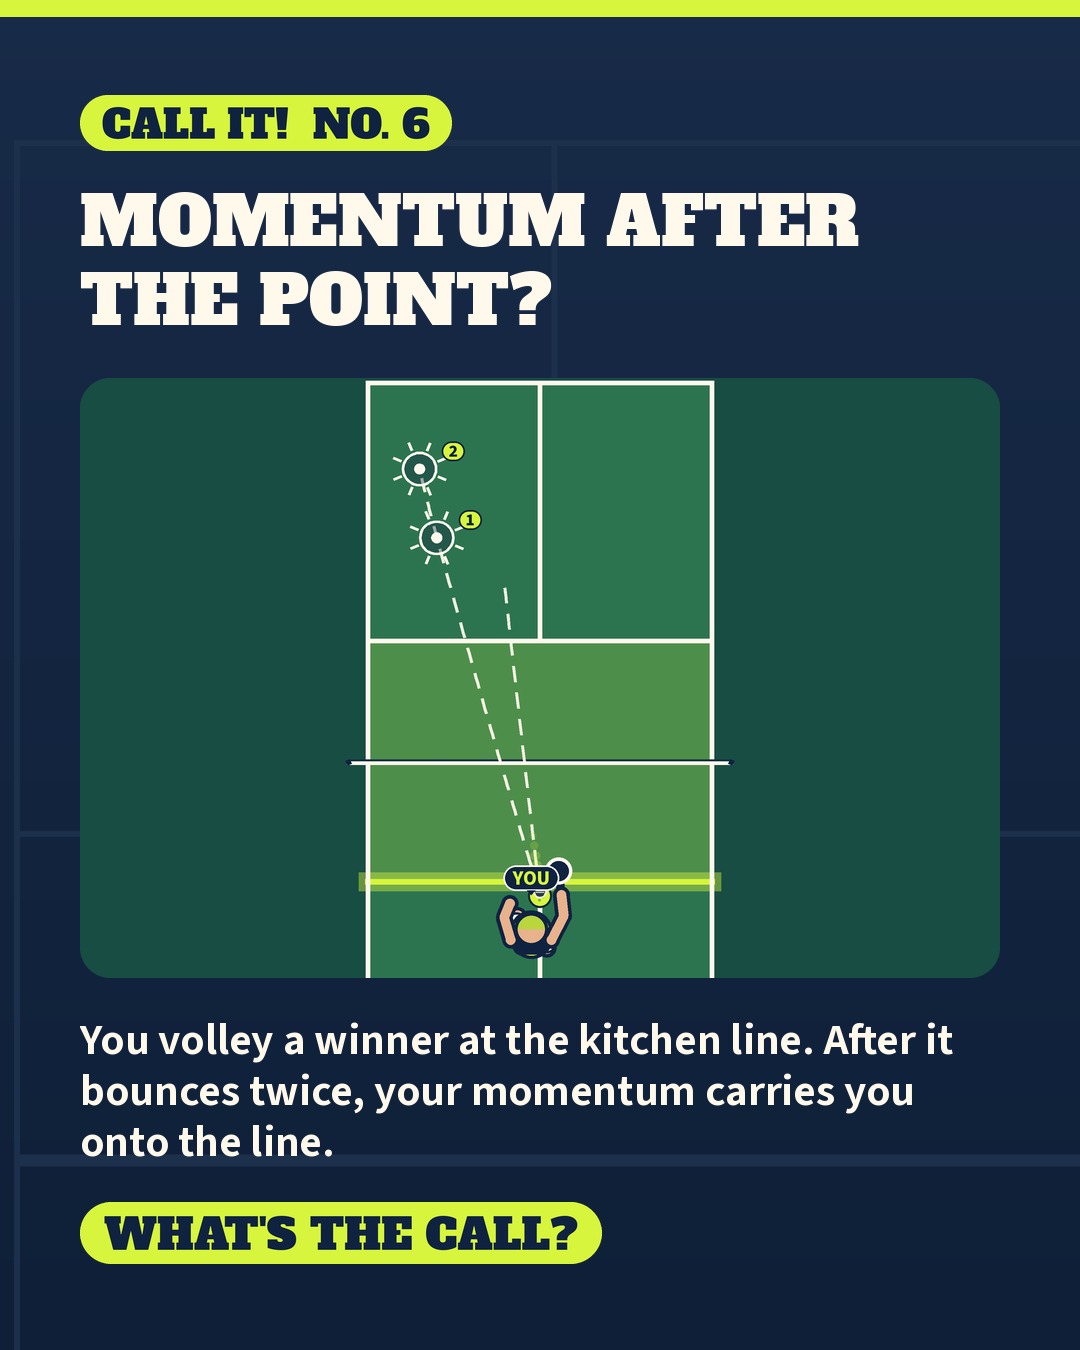 CALL IT! NO. 6
MOMENTUM AFTER
THE POINT?
2
1
YOU
You volley a winner at the kitchen line. After it
bounces twice, your momentum carries you
onto the line.
WHAT'S THE CALL?